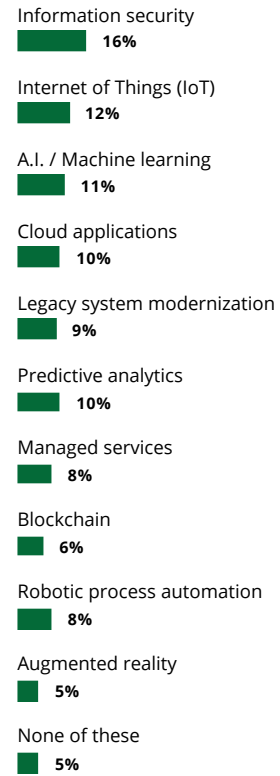 Information security
16%
Internet of Things (IoT)
12%
A.I. / Machine learning
11%
Cloud applications
10%
Legacy system modernization
9%
Predictive analytics
10%
Managed services
8%
Blockchain
6%
Robotic process automation
8%
Augmented reality
5%
None of these
5%